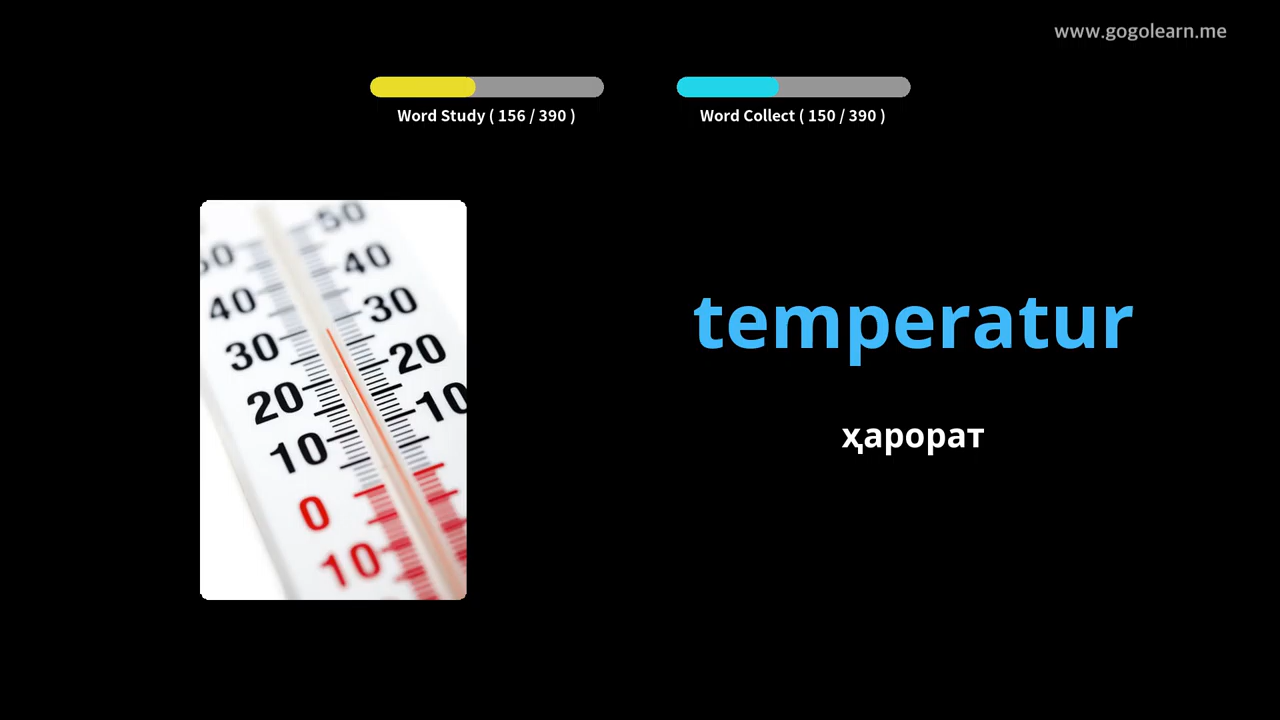 www.gogolearn.me
Word Study ( 156 / 390 )
Word Collect ( 150 / 390 )
50
40
30
20
10
40
30
20
10
0
10
temperatur
ҳарорат